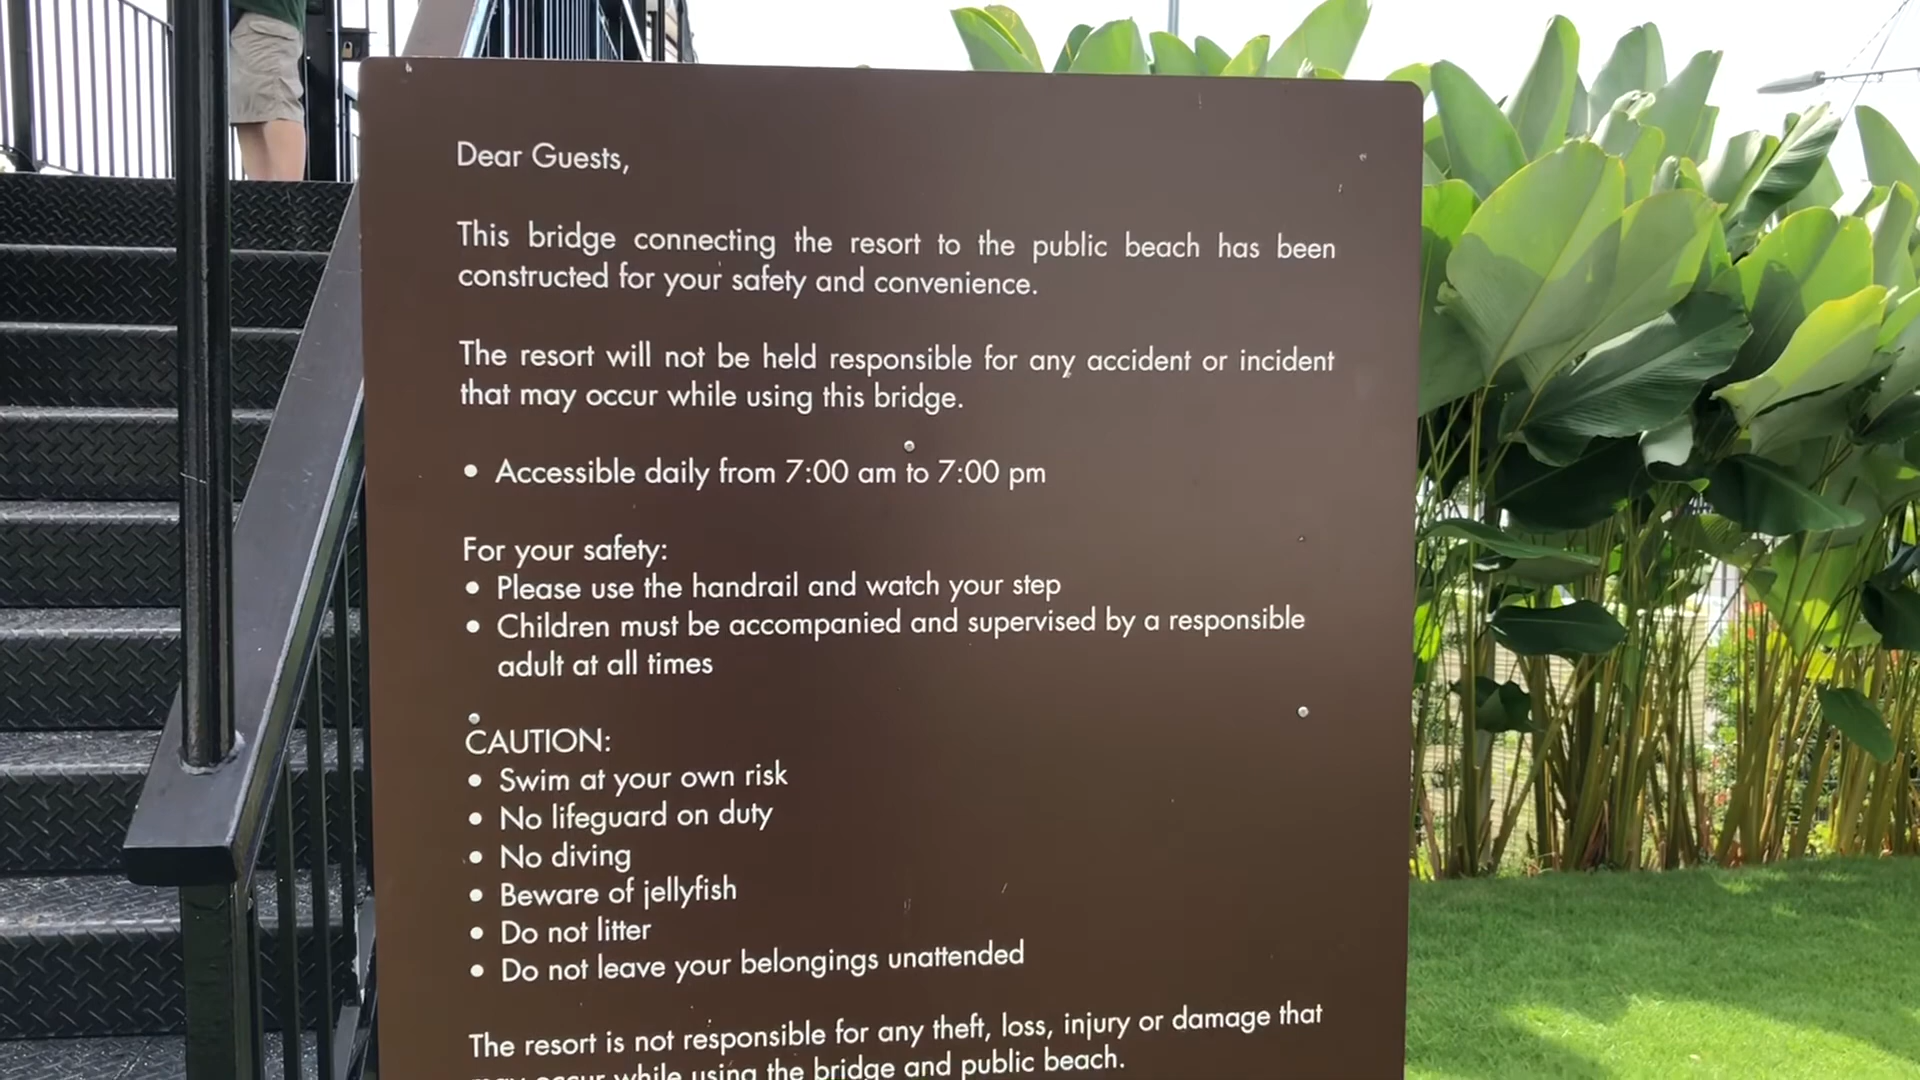 Dear Guests,
This bridge connecting the resort to the public beach has been
constructed for your safety and convenience.
The resort will not be held responsible for any accident or incident
that may occur while using this bridge.
• Accessible daily from 7:00 am to 7:00 pm
For your safety:
• Please use the handrail and watch your step
• Children must be accompanied and supervised by a responsible
adult at all times
CAUTION:
• Swim at your own risk
• No lifeguard on duty
• No diving
• Beware of jellyfish
• Do not litter
• Do not leave your belongings unattended
The resort is not responsible for any theft, loss, injury or damage that
may occur while using the bridge and public beach.